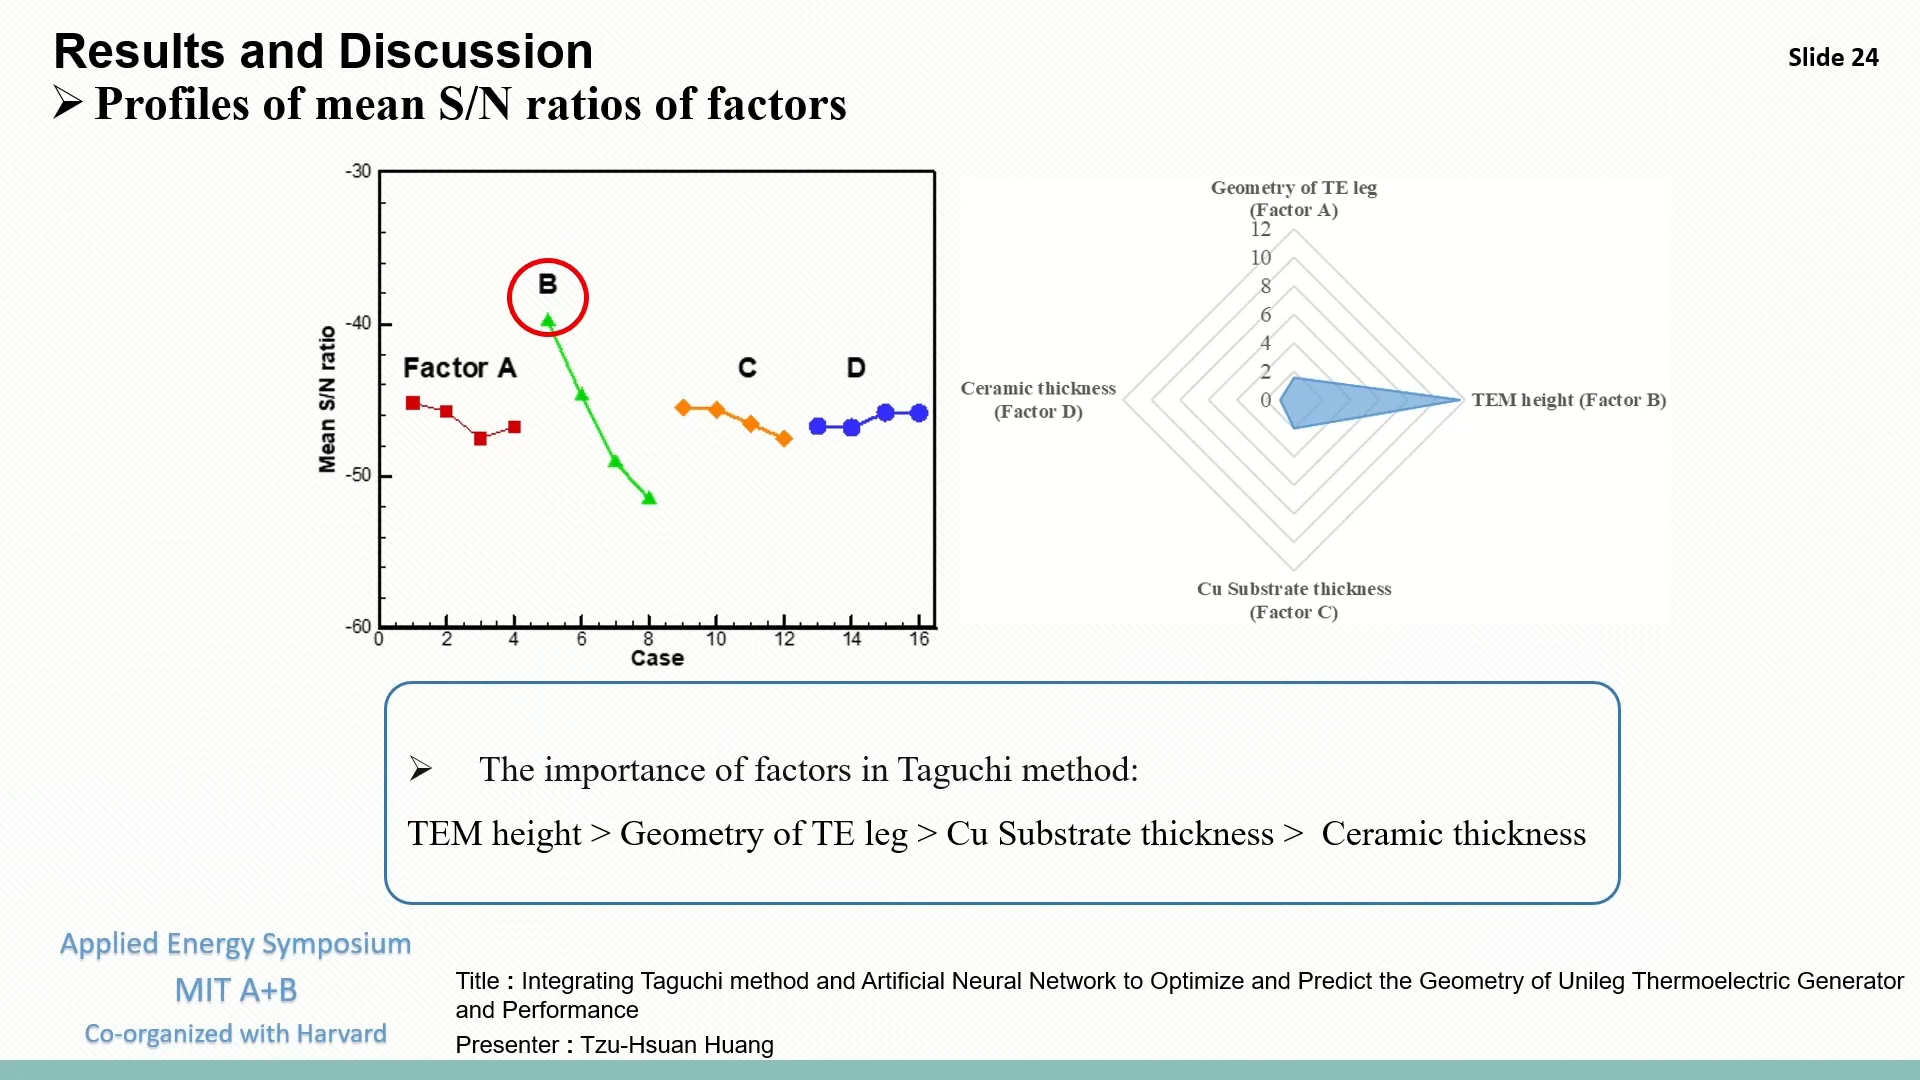 Results and Discussion
Slide 24
➢ Profiles of mean S/N ratios of factors
-30
-40
-50
-60
Mean S/N ratio
Factor A
B
C
D
0 2 4 6 8 10 12 14 16
Case
Geometry of TE leg
(Factor A)
12
10
8
6
4
2
0
Ceramic thickness
(Factor D)
TEM height (Factor B)
Cu Substrate thickness
(Factor C)
➢ The importance of factors in Taguchi method:
TEM height > Geometry of TE leg > Cu Substrate thickness > Ceramic thickness
Applied Energy Symposium
MIT A+B
Co-organized with Harvard
Title : Integrating Taguchi method and Artificial Neural Network to Optimize and Predict the Geometry of Unileg Thermoelectric Generator
and Performance
Presenter : Tzu-Hsuan Huang